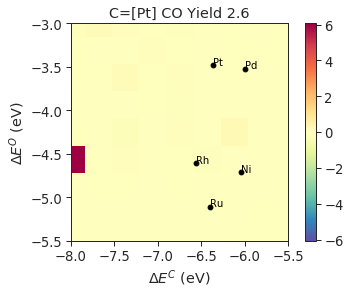 C=[Pt] CO Yield 2.6
−3.0
−3.5
−4.0
−4.5
−5.0
−5.5
ΔE^O (eV)
Pt
Pd
Rh
Ni
Ru
−8.0 −7.5 −7.0 −6.5 −6.0 −5.5
ΔE^C (eV)
6
4
2
0
−2
−4
−6